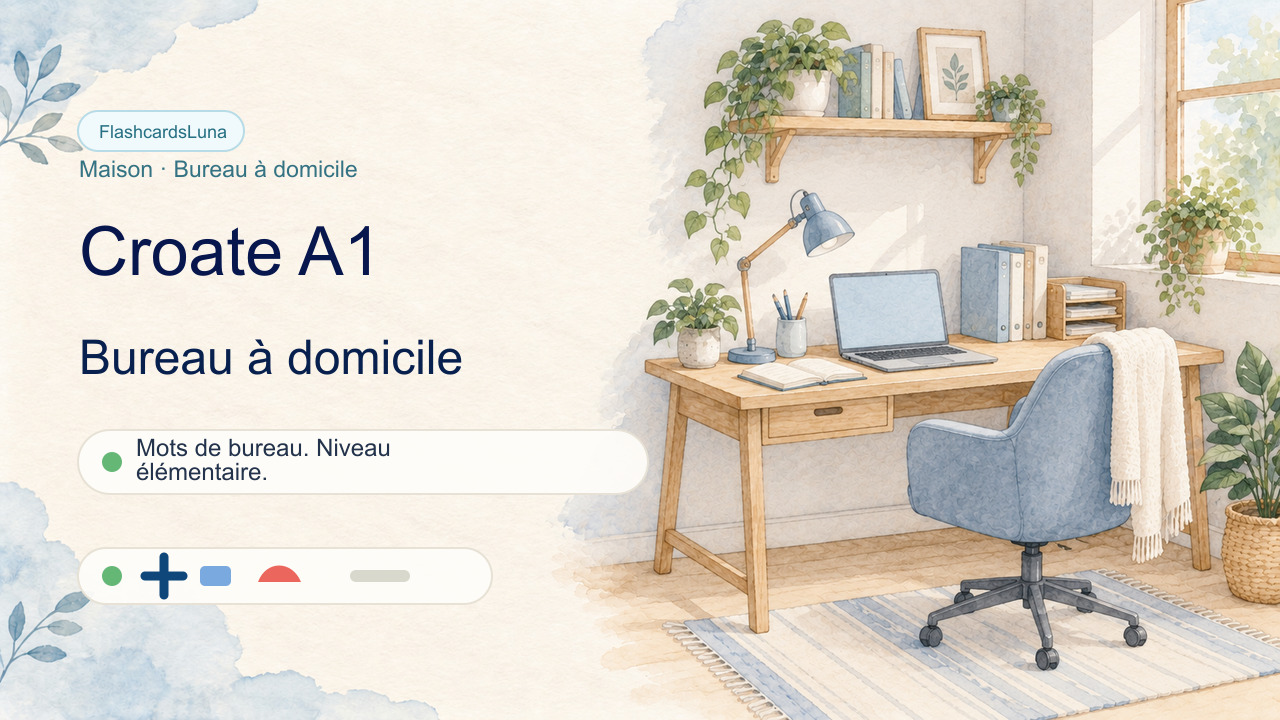 FlashcardsLuna
Maison · Bureau à domicile
Croate A1
Bureau à domicile
Mots de bureau. Niveau
élémentaire.